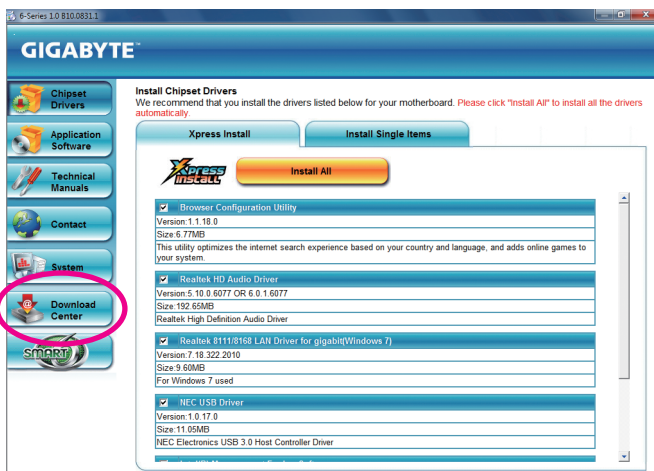 6-Series 1.0 B10.0831.1
GIGABYTE™
Chipset
Drivers
Application
Software
Technical
Manuals
Contact
System
Download
Center
SMART
Install Chipset Drivers
We recommend that you install the drivers listed below for your motherboard. Please click "Install All" to install all the drivers
automatically.
Xpress Install
Install Single Items
Xpress
Install
Install All
Browser Configuration Utility
Version:1.1.18.0
Size:6.77MB
This utility optimizes the internet search experience based on your country and language, and adds online games to
your system.
Realtek HD Audio Driver
Version:5.10.0.6077 OR 6.0.1.6077
Size:192.65MB
Realtek High Definition Audio Driver
Realtek 8111/8168 LAN Driver for gigabit(Windows 7)
Version:7.18.322.2010
Size:9.60MB
For Windows 7 used
NEC USB Driver
Version:1.0.17.0
Size:11.05MB
NEC Electronics USB 3.0 Host Controller Driver